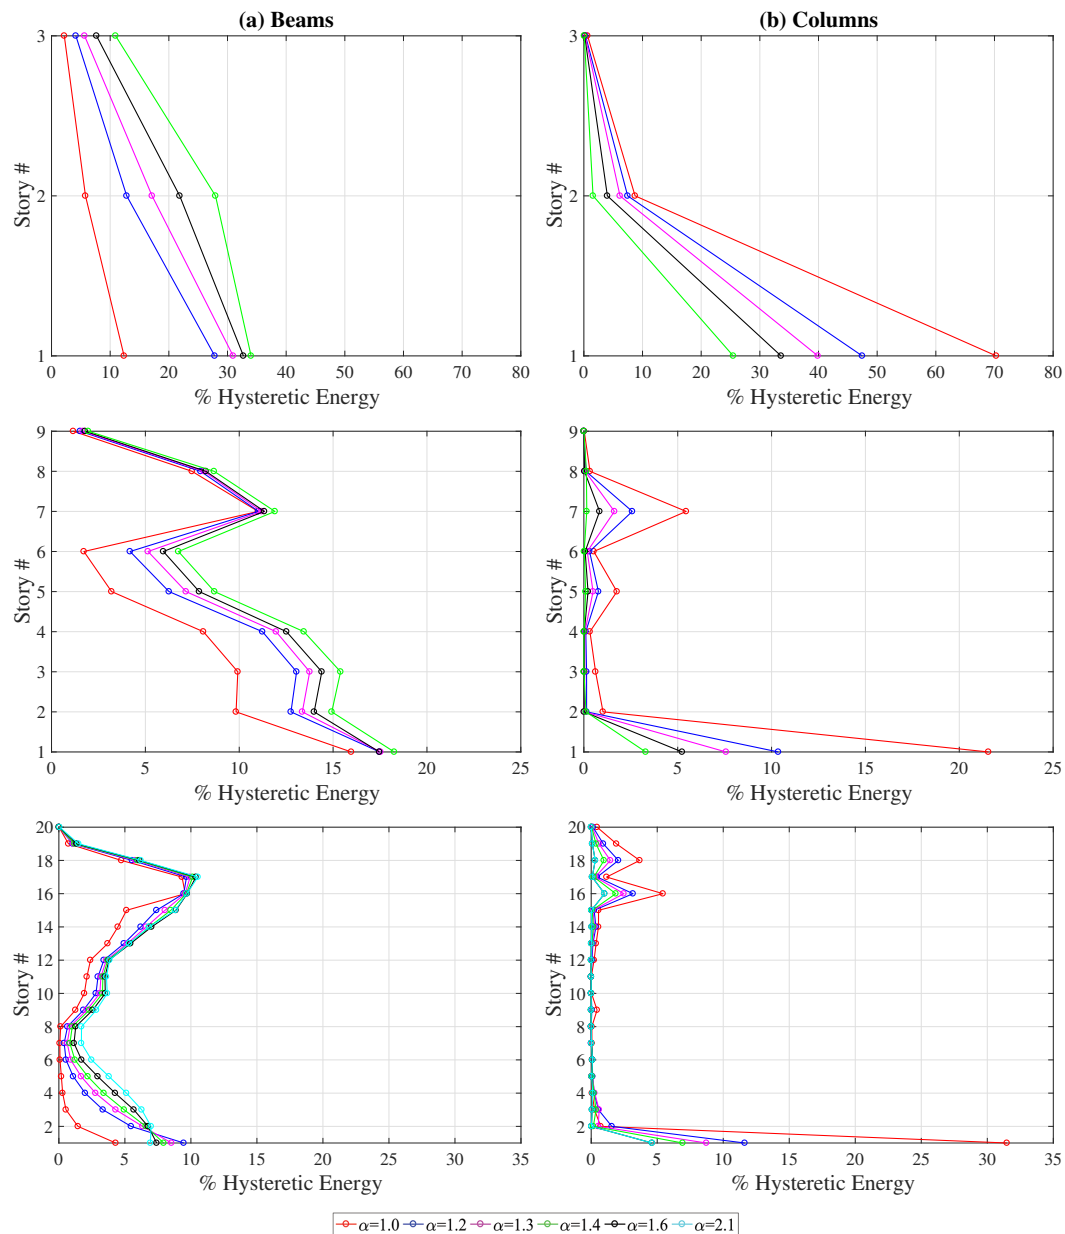 (a) Beams
(b) Columns
3
2
1
Story #
0 10 20 30 40 50 60 70 80
% Hysteretic Energy
3
2
1
Story #
0 10 20 30 40 50 60 70 80
% Hysteretic Energy
9
8
7
6
5
4
3
2
1
Story #
0 5 10 15 20 25
% Hysteretic Energy
9
8
7
6
5
4
3
2
1
Story #
0 5 10 15 20 25
% Hysteretic Energy
20
18
16
14
12
10
8
6
4
2
Story #
0 5 10 15 20 25 30 35
% Hysteretic Energy
20
18
16
14
12
10
8
6
4
2
Story #
0 5 10 15 20 25 30 35
% Hysteretic Energy
α=1.0 α=1.2 α=1.3 α=1.4 α=1.6 α=2.1